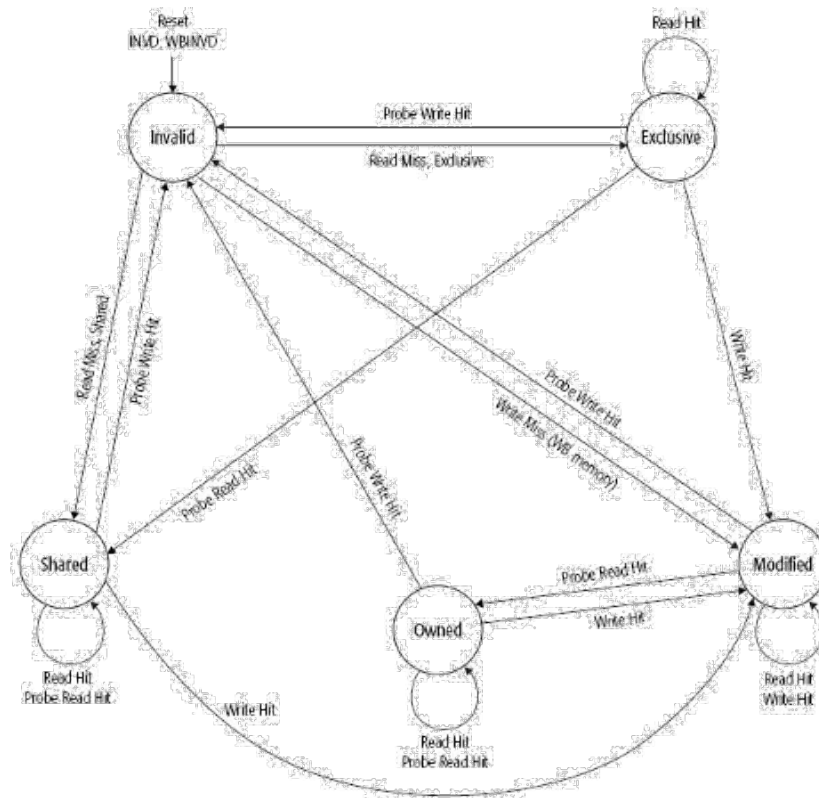 Reset
INVD, WBINVD
Read Hit
Invalid
Probe Write Hit
Exclusive
Read Miss, Exclusive
Read Miss, Shared
Probe Write Hit
Write Hit
Probe Write Hit
Write Miss (WB memory)
Probe Write Hit
Probe Read Hit
Shared
Probe Read Hit
Modified
Owned
Write Hit
Read Hit
Probe Read Hit
Write Hit
Read Hit
Write Hit
Read Hit
Probe Read Hit